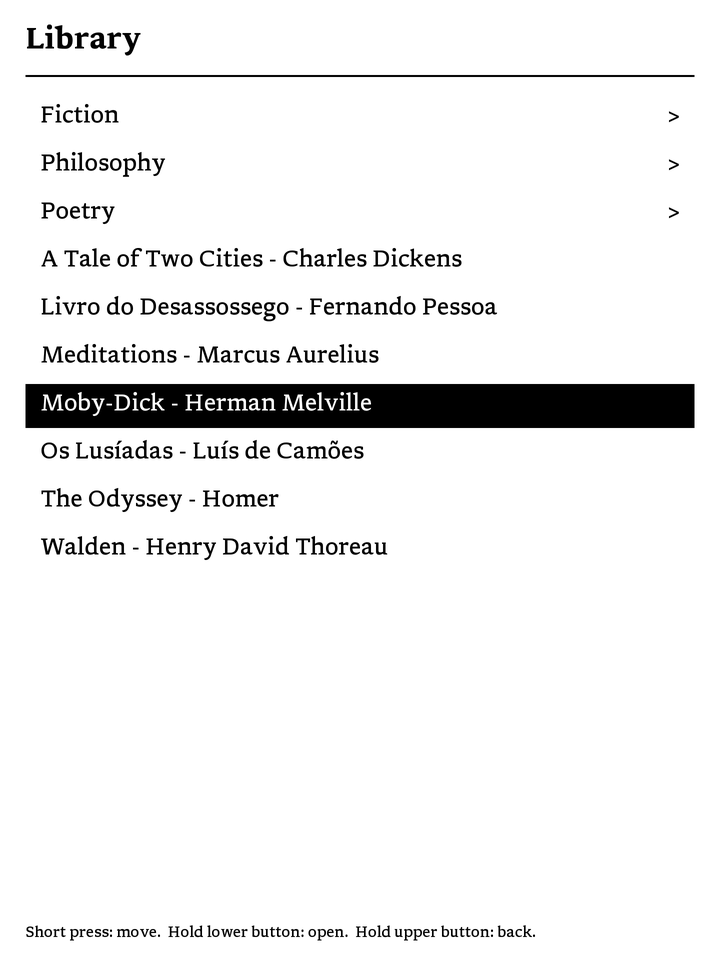 Library
Fiction >
Philosophy >
Poetry >
A Tale of Two Cities - Charles Dickens
Livro do Desassossego - Fernando Pessoa
Meditations - Marcus Aurelius
Moby-Dick - Herman Melville
Os Lusíadas - Luís de Camões
The Odyssey - Homer
Walden - Henry David Thoreau
Short press: move.  Hold lower button: open.  Hold upper button: back.